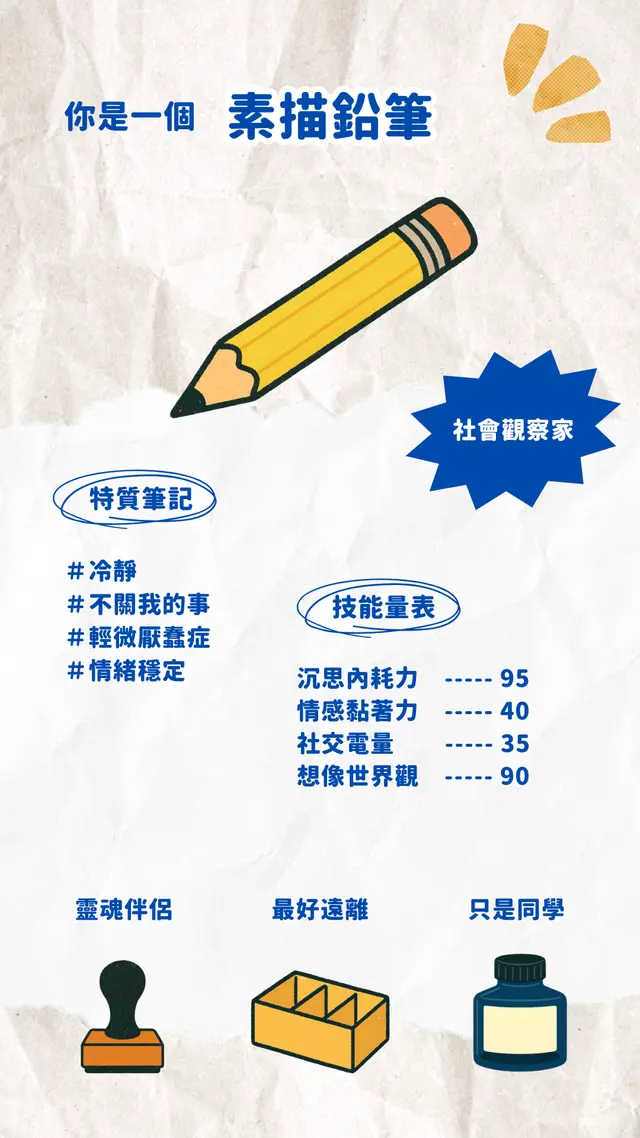 你是一個 素描鉛筆
社會觀察家
特質筆記
#冷靜
#不關我的事
#輕微厭蠢症
#情緒穩定
技能量表
沉思內耗力 ----- 95
情感黏著力 ----- 40
社交電量 ----- 35
想像世界觀 ----- 90
靈魂伴侶 最好遠離 只是同學